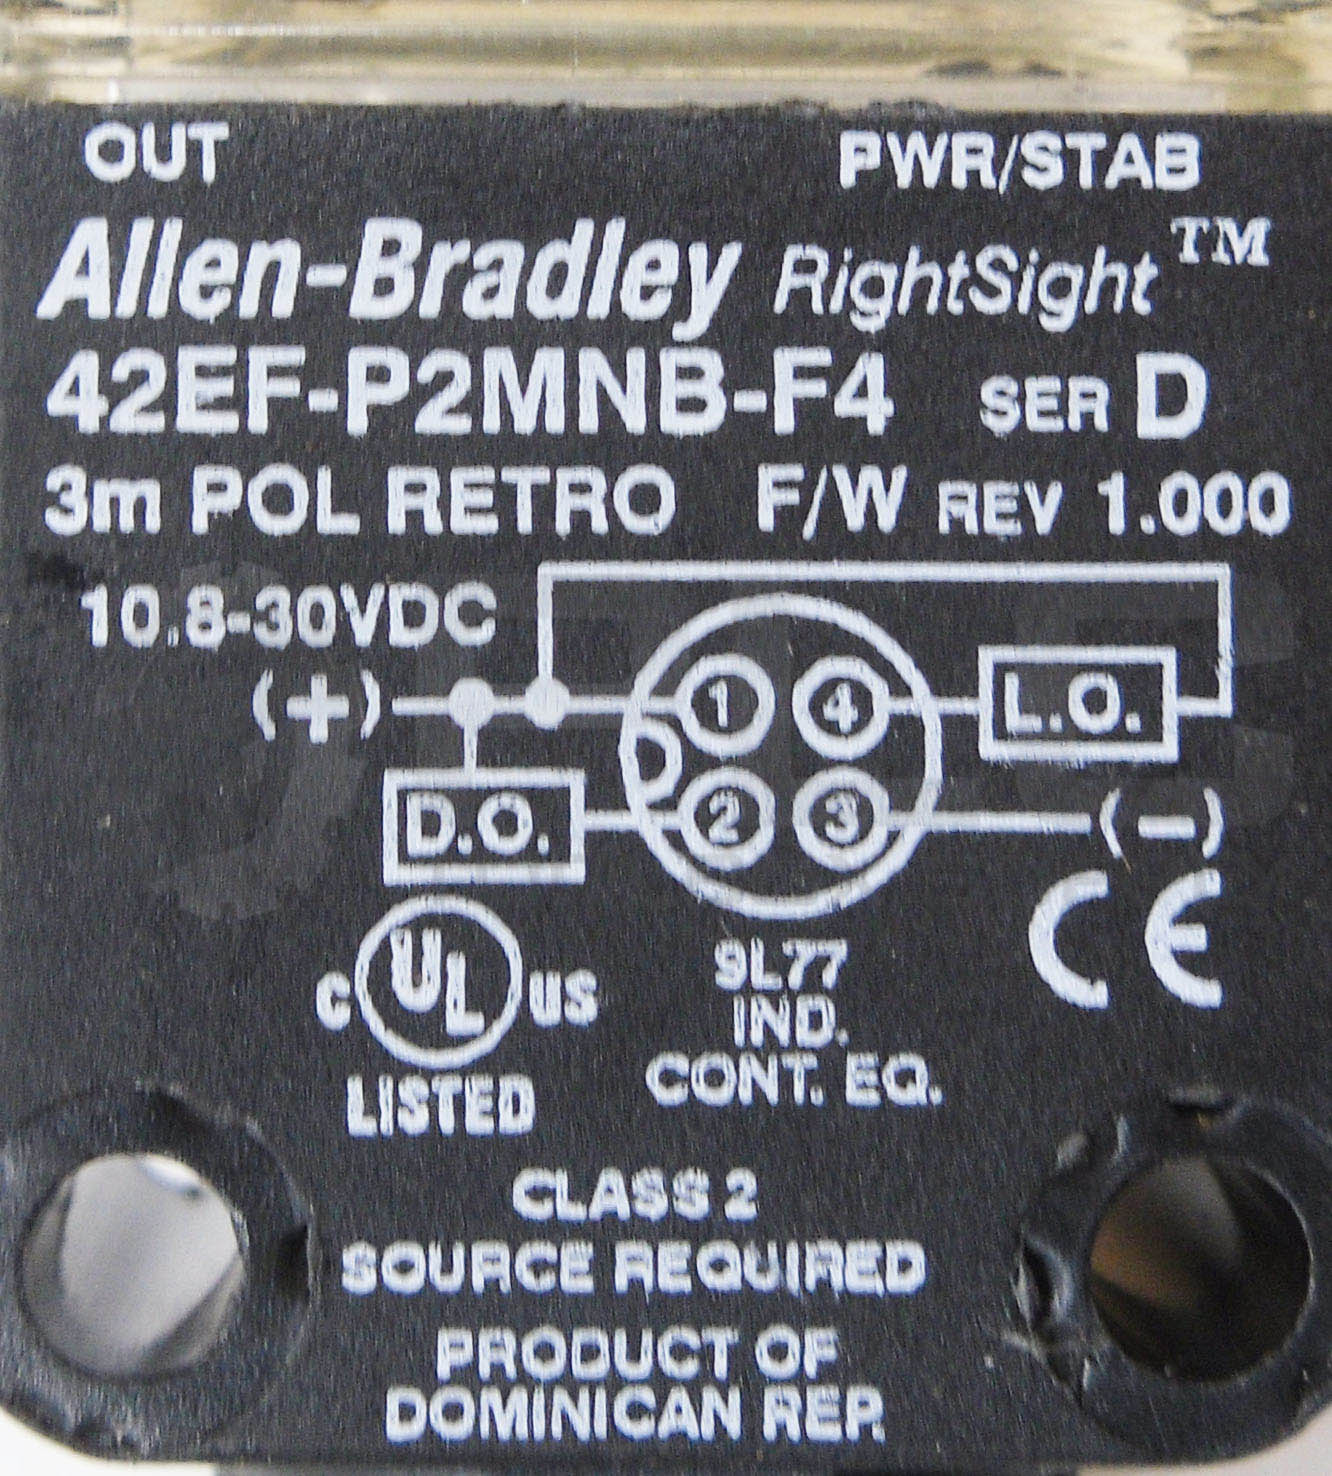 OUT PWR/STAB
Allen-Bradley RightSight™
42EF-P2MNB-F4 SER D
3m POL RETRO F/W REV 1.000
10.8-30VDC
(+) 1 4 L.O.
D.O. 2 3 (-)
C UL US
LISTED
9L77
IND.
CONT. EQ.
CE
CLASS 2
SOURCE REQUIRED
PRODUCT OF
DOMINICAN REP.